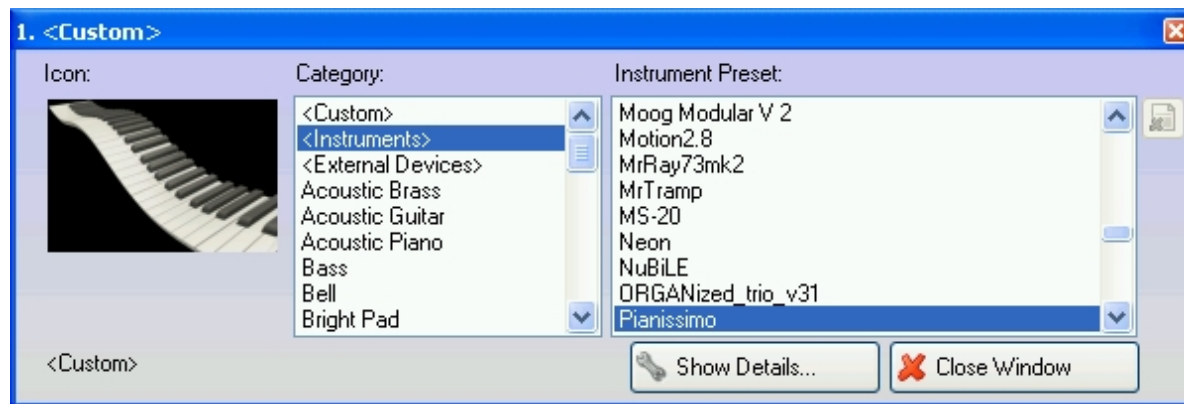 1. <Custom>
Icon:
Category:
Instrument Preset:
<Custom>
<Instruments>
<External Devices>
Acoustic Brass
Acoustic Guitar
Acoustic Piano
Bass
Bell
Bright Pad
Moog Modular V 2
Motion2.8
MrRay73mk2
MrTramp
MS-20
Neon
NuBiLE
ORGANized_trio_v31
Pianissimo
<Custom>
Show Details...
Close Window